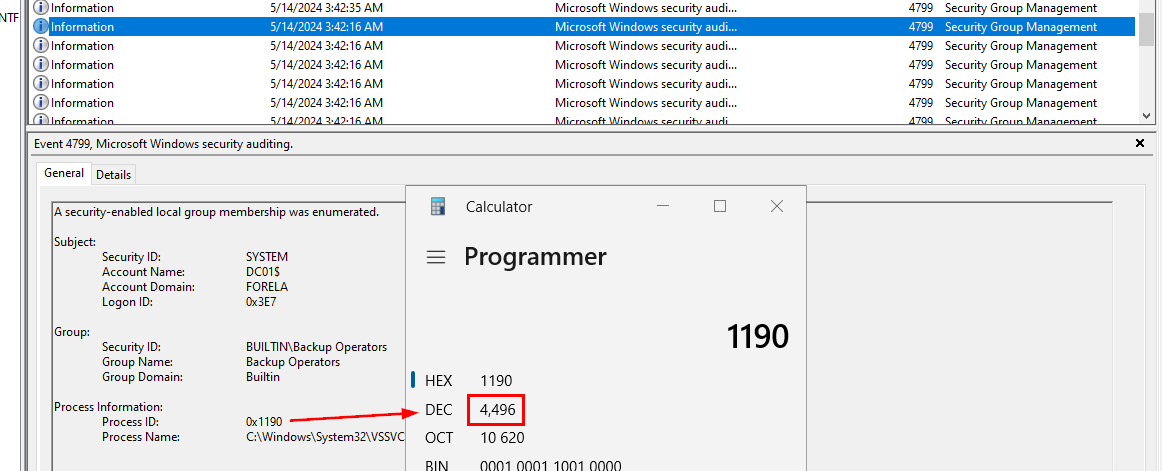 NTF
Information 5/14/2024 3:42:35 AM Microsoft Windows security audi... 4799 Security Group Management
Information 5/14/2024 3:42:16 AM Microsoft Windows security audi... 4799 Security Group Management
Information 5/14/2024 3:42:16 AM Microsoft Windows security audi... 4799 Security Group Management
Information 5/14/2024 3:42:16 AM Microsoft Windows security audi... 4799 Security Group Management
Information 5/14/2024 3:42:16 AM Microsoft Windows security audi... 4799 Security Group Management
Information 5/14/2024 3:42:16 AM Microsoft Windows security audi... 4799 Security Group Management
Information 5/14/2024 3:42:16 AM Microsoft Windows security audi... 4799 Security Group Management
Event 4799, Microsoft Windows security auditing.
General Details
A security-enabled local group membership was enumerated.
Subject:
Security ID: SYSTEM
Account Name: DC01$
Account Domain: FORELA
Logon ID: 0x3E7
Group:
Security ID: BUILTIN\Backup Operators
Group Name: Backup Operators
Group Domain: Builtin
Process Information:
Process ID: 0x1190
Process Name: C:\Windows\System32\VSSVC
Calculator
Programmer
1190
HEX 1190
DEC 4,496
OCT 10 620
BIN 0001 0001 1001 0000